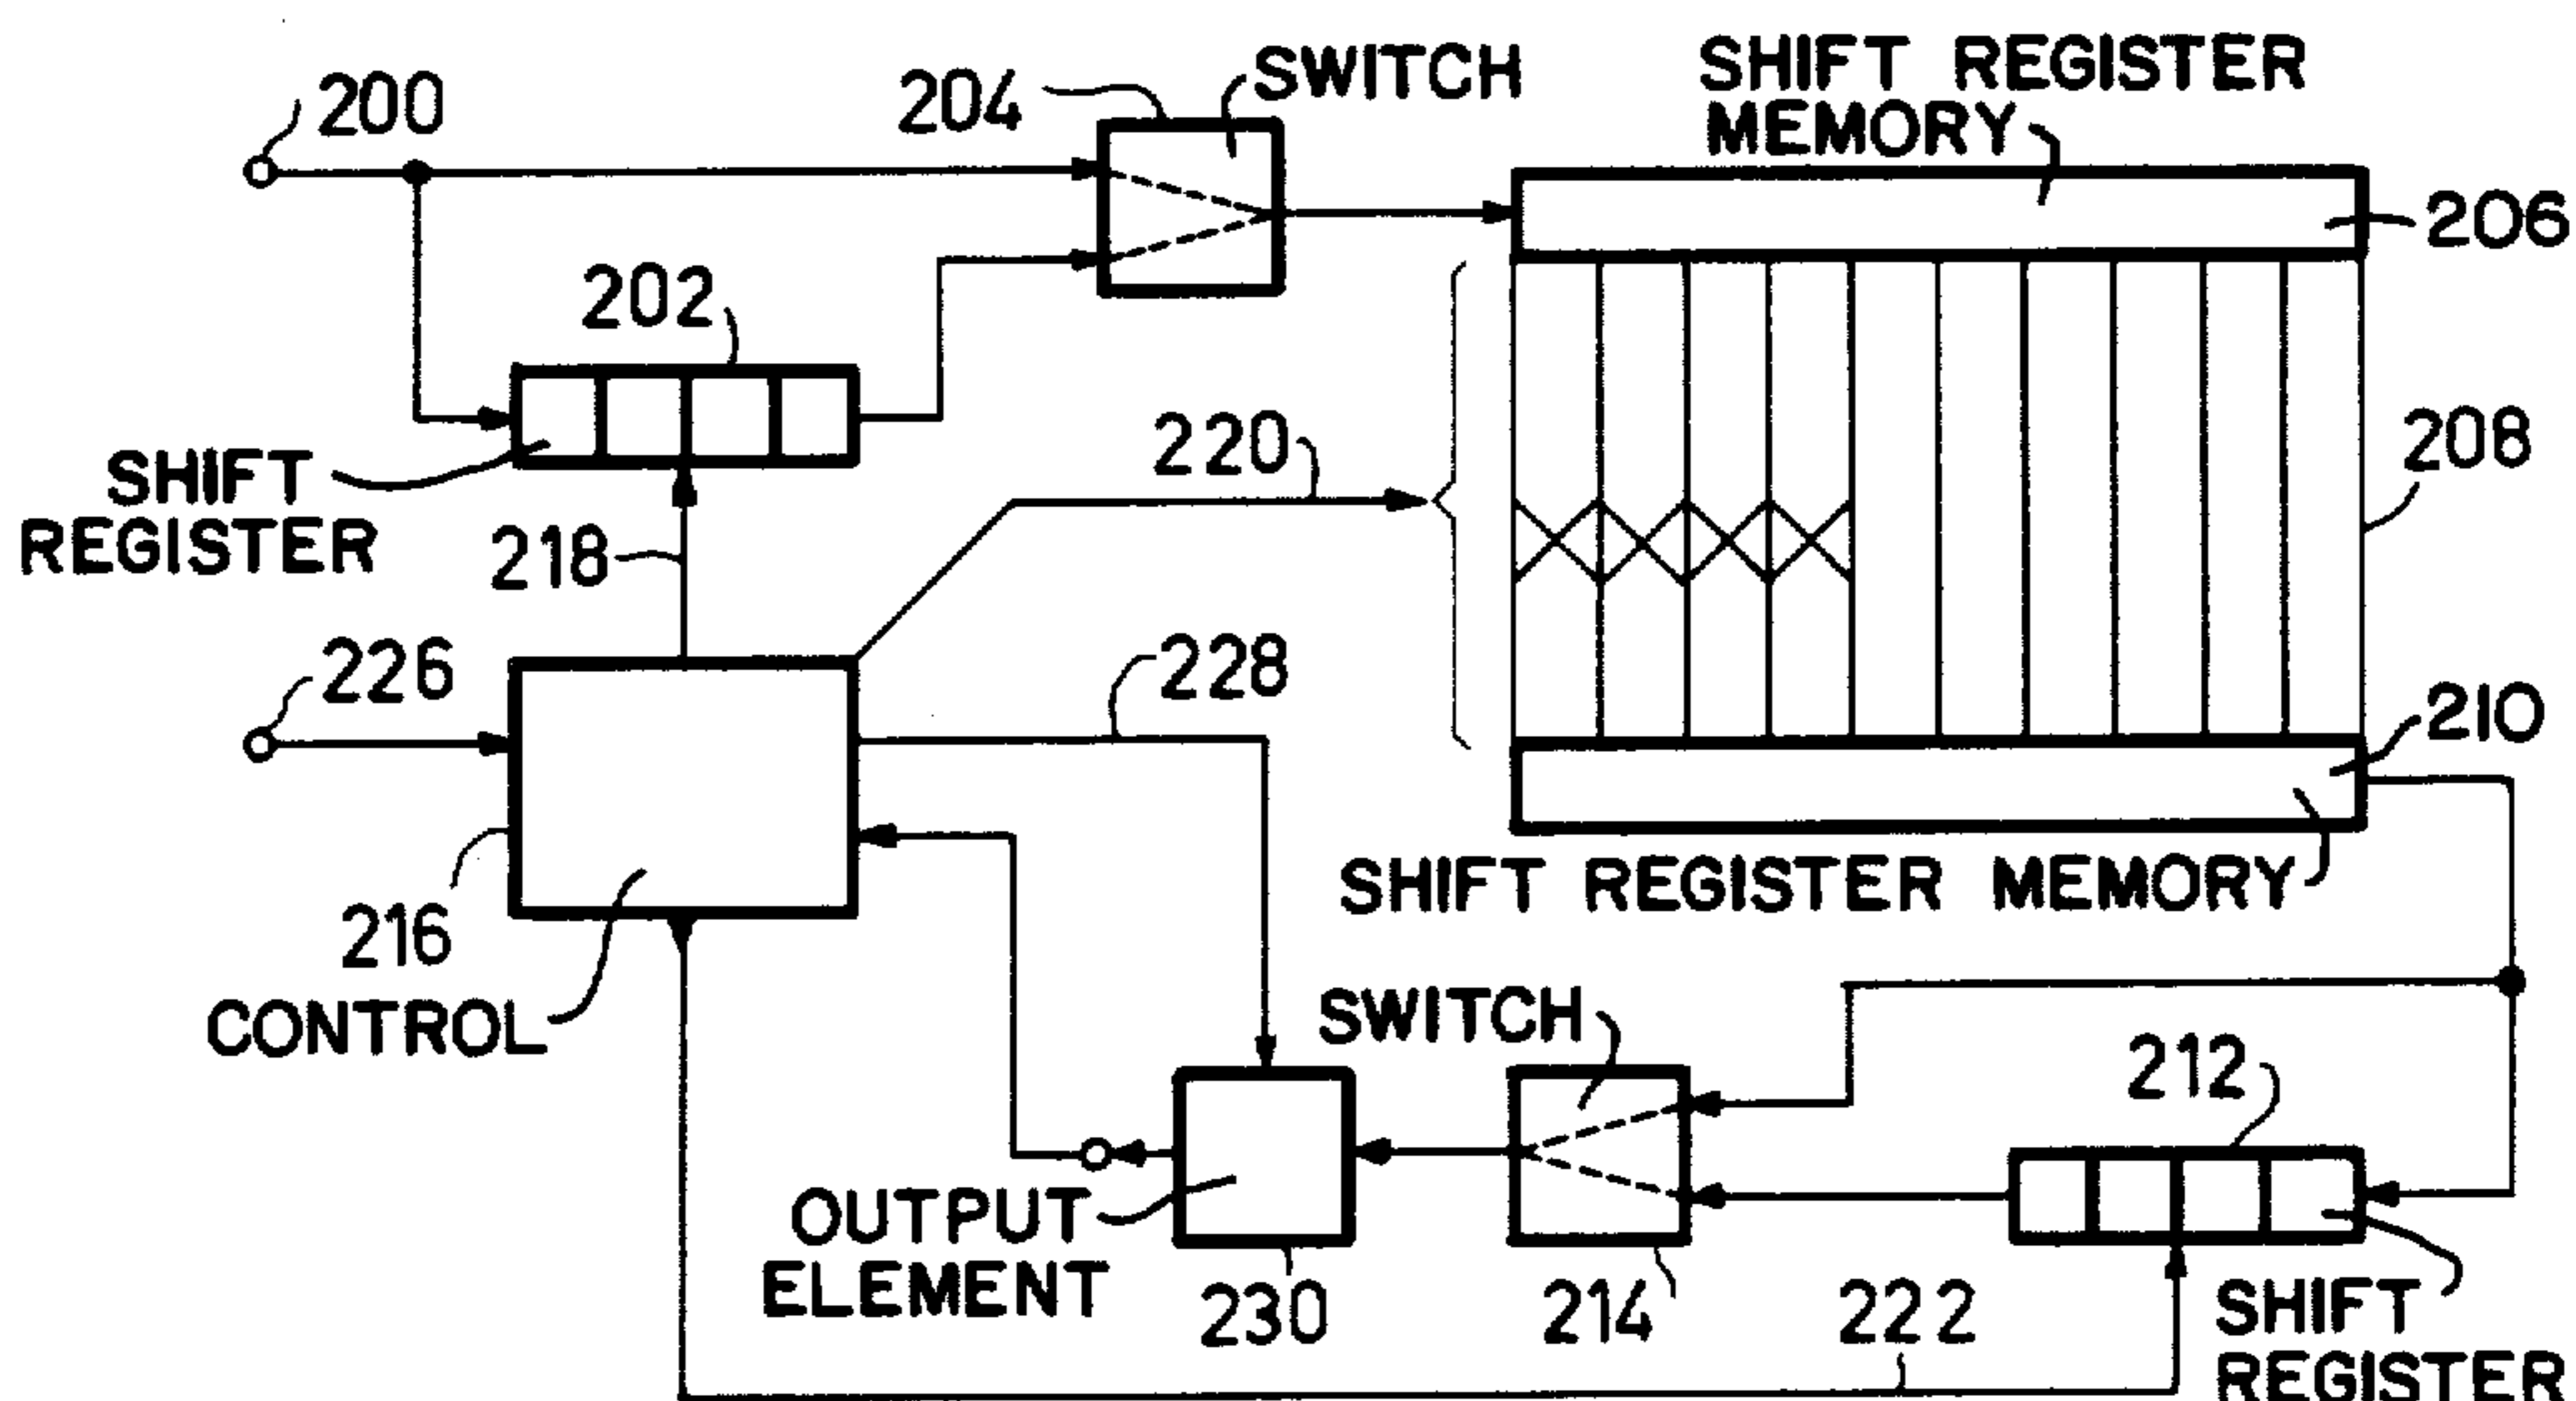 200
204
SWITCH
SHIFT REGISTER
MEMORY
206
202
208
220
SHIFT
REGISTER
218
226
228
210
216
SHIFT REGISTER MEMORY
CONTROL
SWITCH
212
OUTPUT
ELEMENT
230
214
222
SHIFT
REGISTER